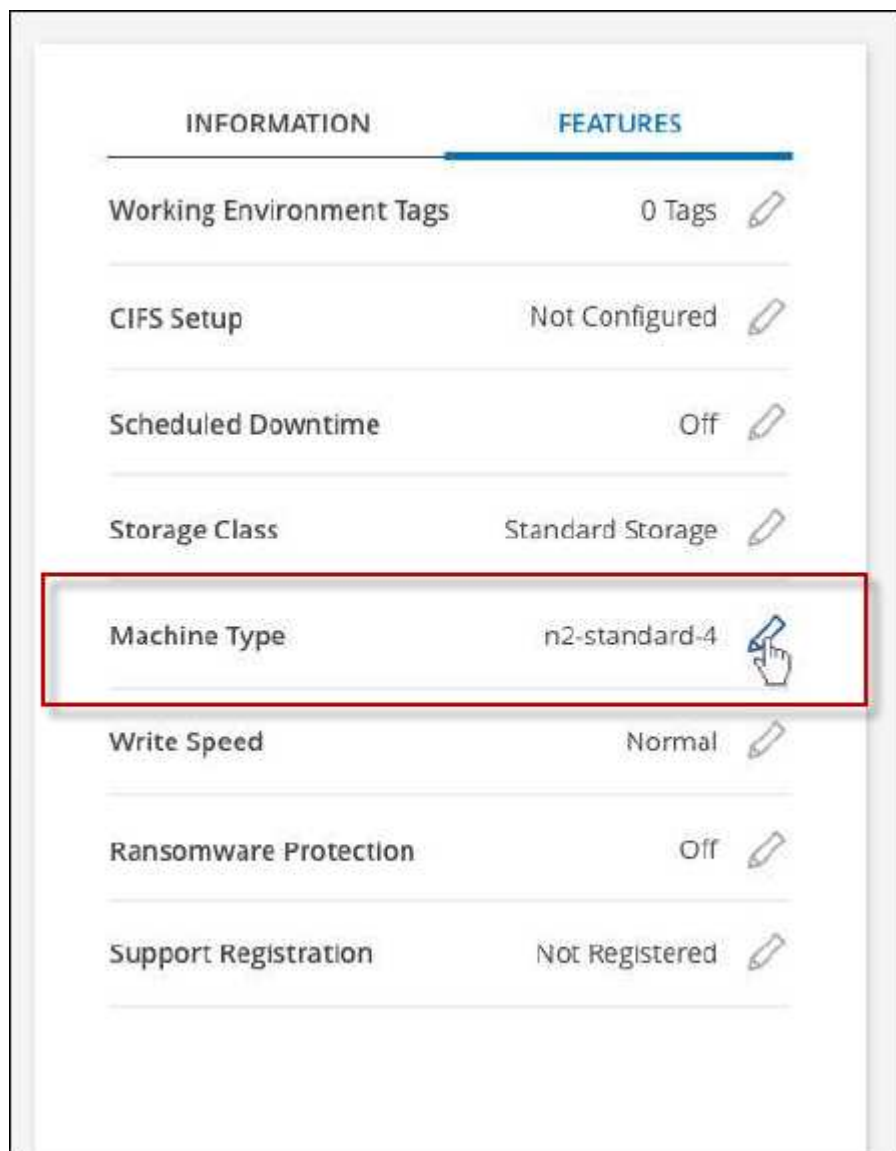 INFORMATION FEATURES
Working Environment Tags 0 Tags
CIFS Setup Not Configured
Scheduled Downtime Off
Storage Class Standard Storage
Machine Type n2-standard-4
Write Speed Normal
Ransomware Protection Off
Support Registration Not Registered